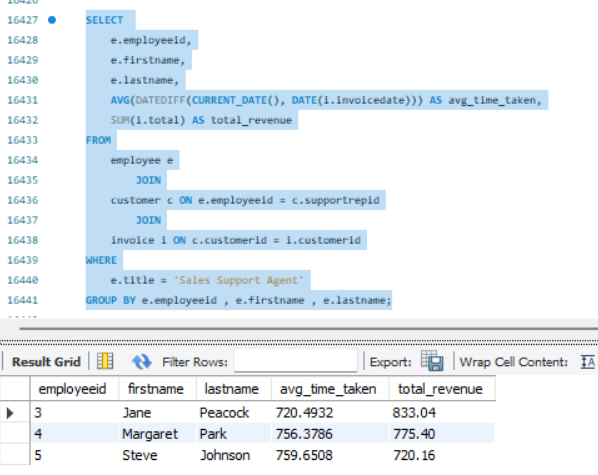 16427 SELECT
16428 e.employeeid,
16429 e.firstname,
16430 e.lastname,
16431 AVG(DATEDIFF(CURRENT_DATE(), DATE(i.invoicedate))) AS avg_time_taken,
16432 SUM(i.total) AS total_revenue
16433 FROM
16434 employee e
16435 JOIN
16436 customer c ON e.employeeid = c.supportrepid
16437 JOIN
16438 invoice i ON c.customerid = i.customerid
16439 WHERE
16440 e.title = 'Sales Support Agent'
16441 GROUP BY e.employeeid , e.firstname , e.lastname;
Result Grid Filter Rows: Export: Wrap Cell Content:
employeeid firstname lastname avg_time_taken total_revenue
3 Jane Peacock 720.4932 833.04
4 Margaret Park 756.3786 775.40
5 Steve Johnson 759.6508 720.16